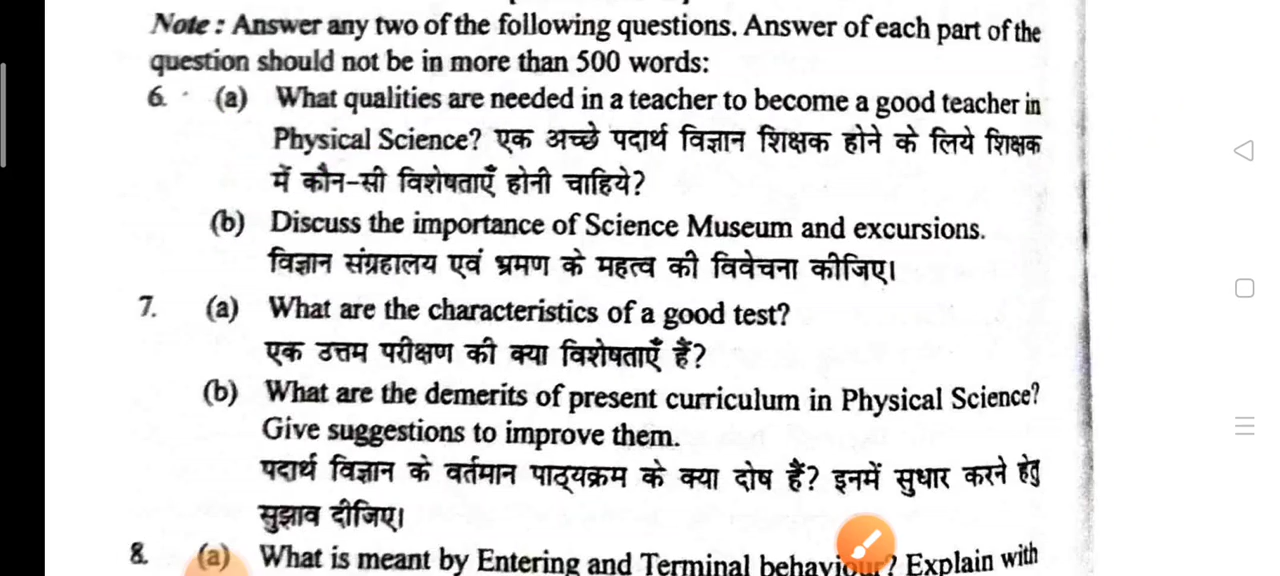 Note : Answer any two of the following questions. Answer of each part of the
question should not be in more than 500 words:
6. (a) What qualities are needed in a teacher to become a good teacher in
Physical Science? एक अच्छे पदार्थ विज्ञान शिक्षक होने के लिये शिक्षक
में कौन-सी विशेषताएँ होनी चाहिये?
(b) Discuss the importance of Science Museum and excursions.
विज्ञान संग्रहालय एवं भ्रमण के महत्व की विवेचना कीजिए।
7. (a) What are the characteristics of a good test?
एक उत्तम परीक्षण की क्या विशेषताएँ हैं?
(b) What are the demerits of present curriculum in Physical Science?
Give suggestions to improve them.
पदार्थ विज्ञान के वर्तमान पाठ्यक्रम के क्या दोष हैं? इनमें सुधार करने हेतु
सुझाव दीजिए।
8. (a) What is meant by Entering and Terminal behaviour? Explain with